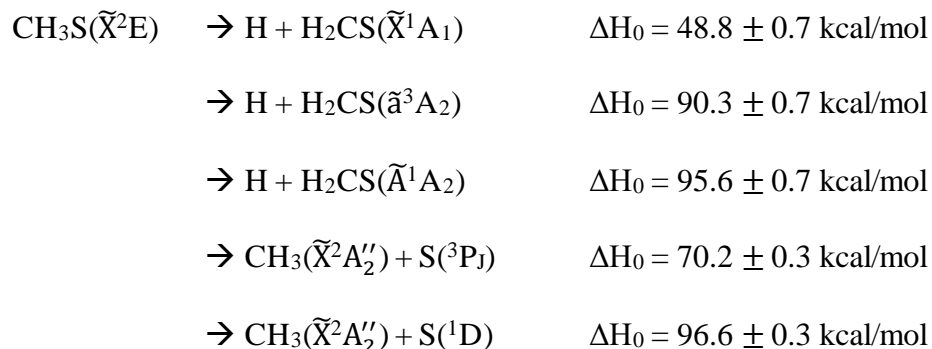 CH₃S(X̃²E) → H + H₂CS(X̃¹A₁) ΔH₀ = 48.8 ± 0.7 kcal/mol
→ H + H₂CS(ã³A₂) ΔH₀ = 90.3 ± 0.7 kcal/mol
→ H + H₂CS(òA₂) ΔH₀ = 95.6 ± 0.7 kcal/mol
→ CH₃(X̃²A₂′′) + S(³P_J) ΔH₀ = 70.2 ± 0.3 kcal/mol
→ CH₃(X̃²A₂′′) + S(¹D) ΔH₀ = 96.6 ± 0.3 kcal/mol